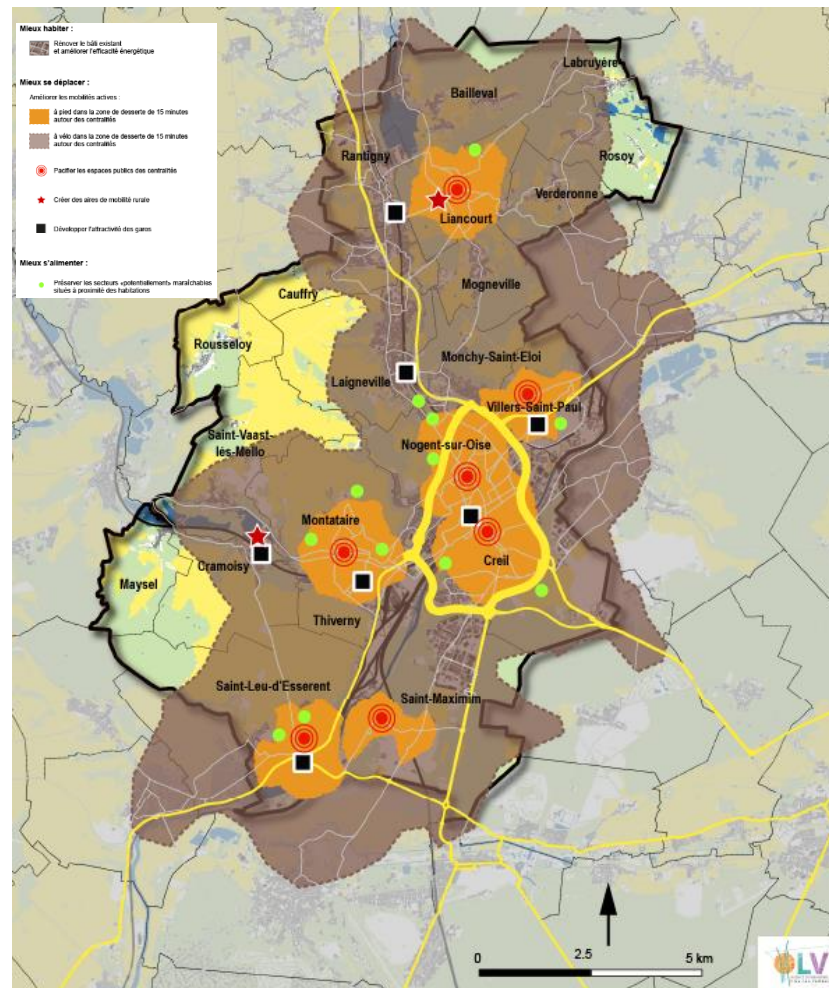 Mieux habiter :
Rénover le bâti existant
et améliorer l'efficacité énergétique
Mieux se déplacer :
Améliorer les mobilités actives :
à pied dans la zone de desserte de 15 minutes
autour des centralités
à vélo dans la zone de desserte de 15 minutes
autour des centralités
Pacifier les espaces publics des centralités
Créer des aires de mobilité rurale
Développer l'attractivité des gares
Mieux s'alimenter :
Préserver les secteurs «potentiellement» maraîchables
situés à proximité des habitations
Labruyère
Bailleval
Rantigny
Rosoy
Verderonne
Liancourt
Mogneville
Cauffry
Rousseloy
Monchy-Saint-Eloi
Laigneville
Villers-Saint-Paul
Saint-Vaast-
lès-Mello
Nogent-sur-Oise
Montataire
Creil
Cramoisy
Maysel
Thiverny
Saint-Leu-d'Esserent
Saint-Maximim
0 2.5 5 km
LV